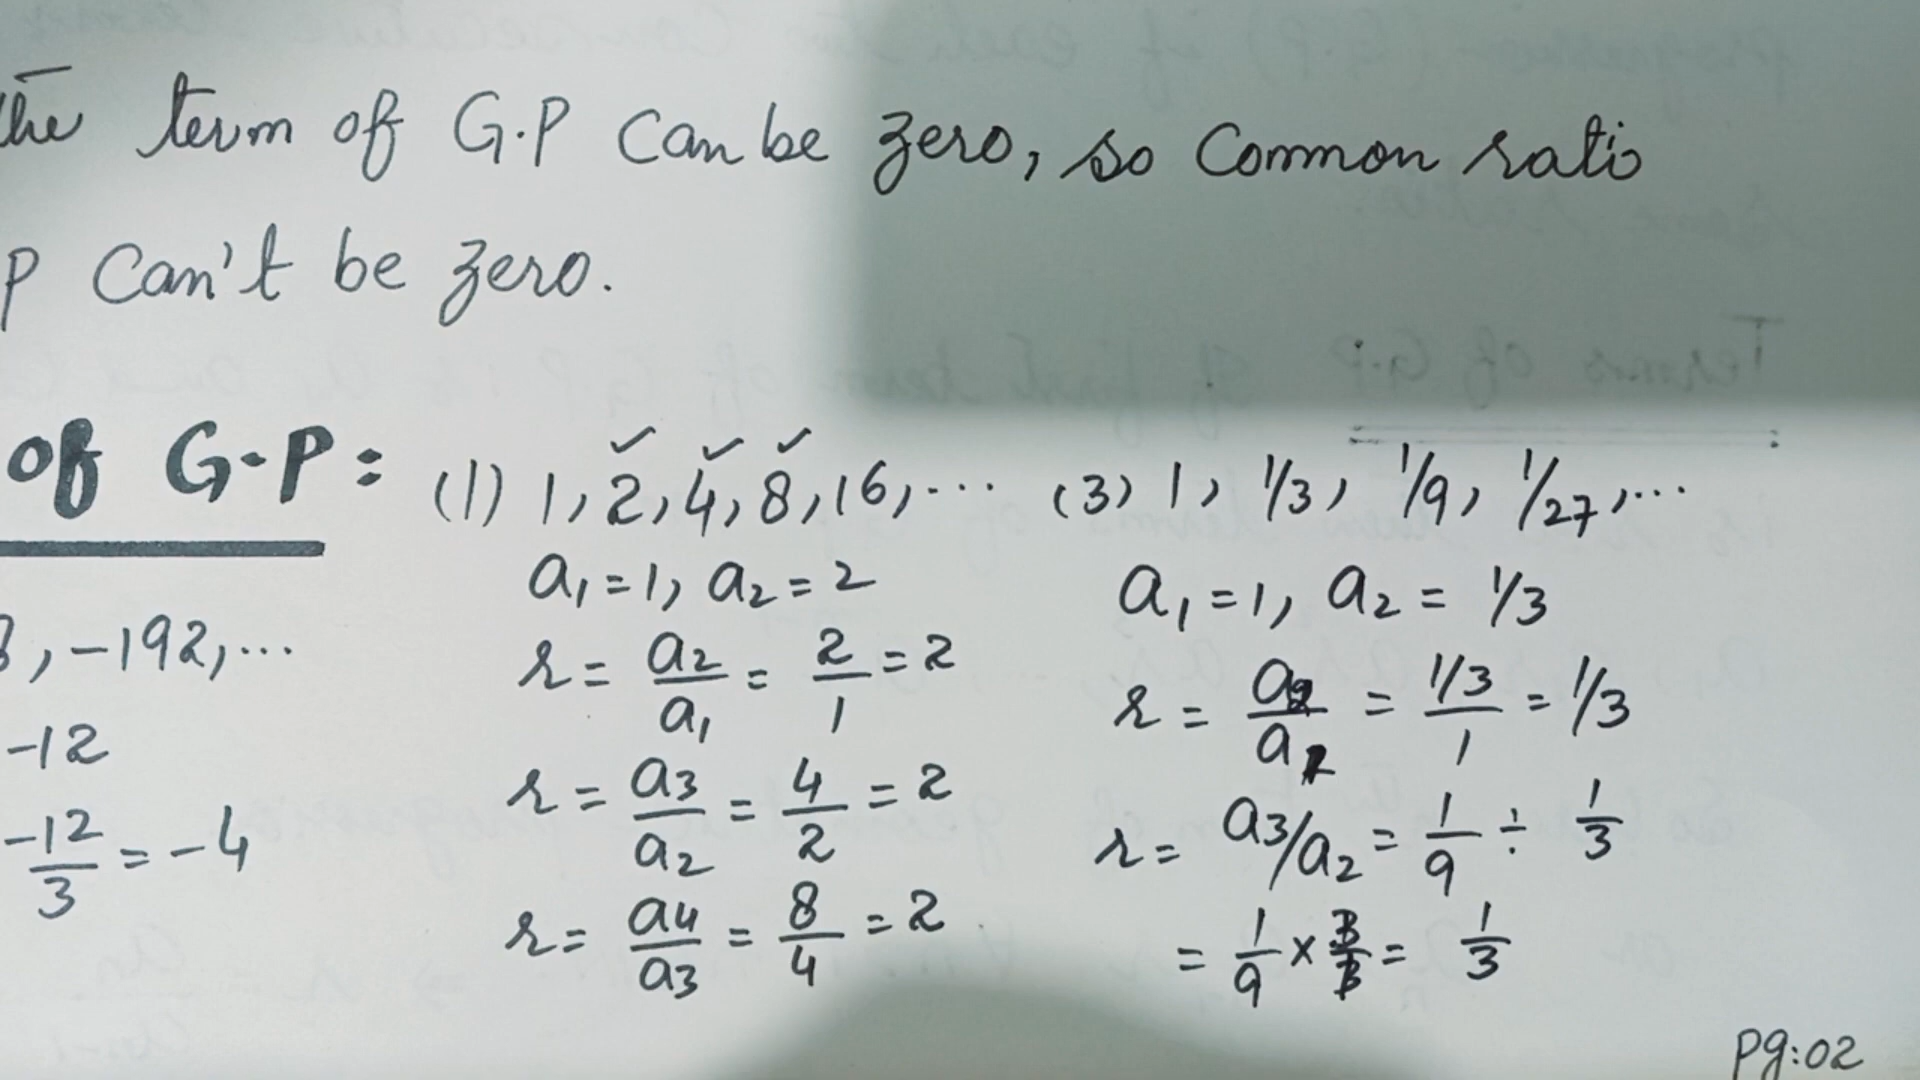 the term of G.P can be zero, so common ratio
P can't be zero.
of G.P: (1) 1, 2, 4, 8, 16, ... (3) 1, 1/3, 1/9, 1/27, ...
, -192, ...
a1 = 1, a2 = 2
a1 = 1, a2 = 1/3
-12
r = a2/a1 = 2/1 = 2
r = a2/a1 = 1/3/1 = 1/3
-12/3 = -4
r = a3/a2 = 4/2 = 2
r = a3/a2 = 1/9 ÷ 1/3
r = a4/a3 = 8/4 = 2
= 1/9 × 3/1 = 1/3
pg:02